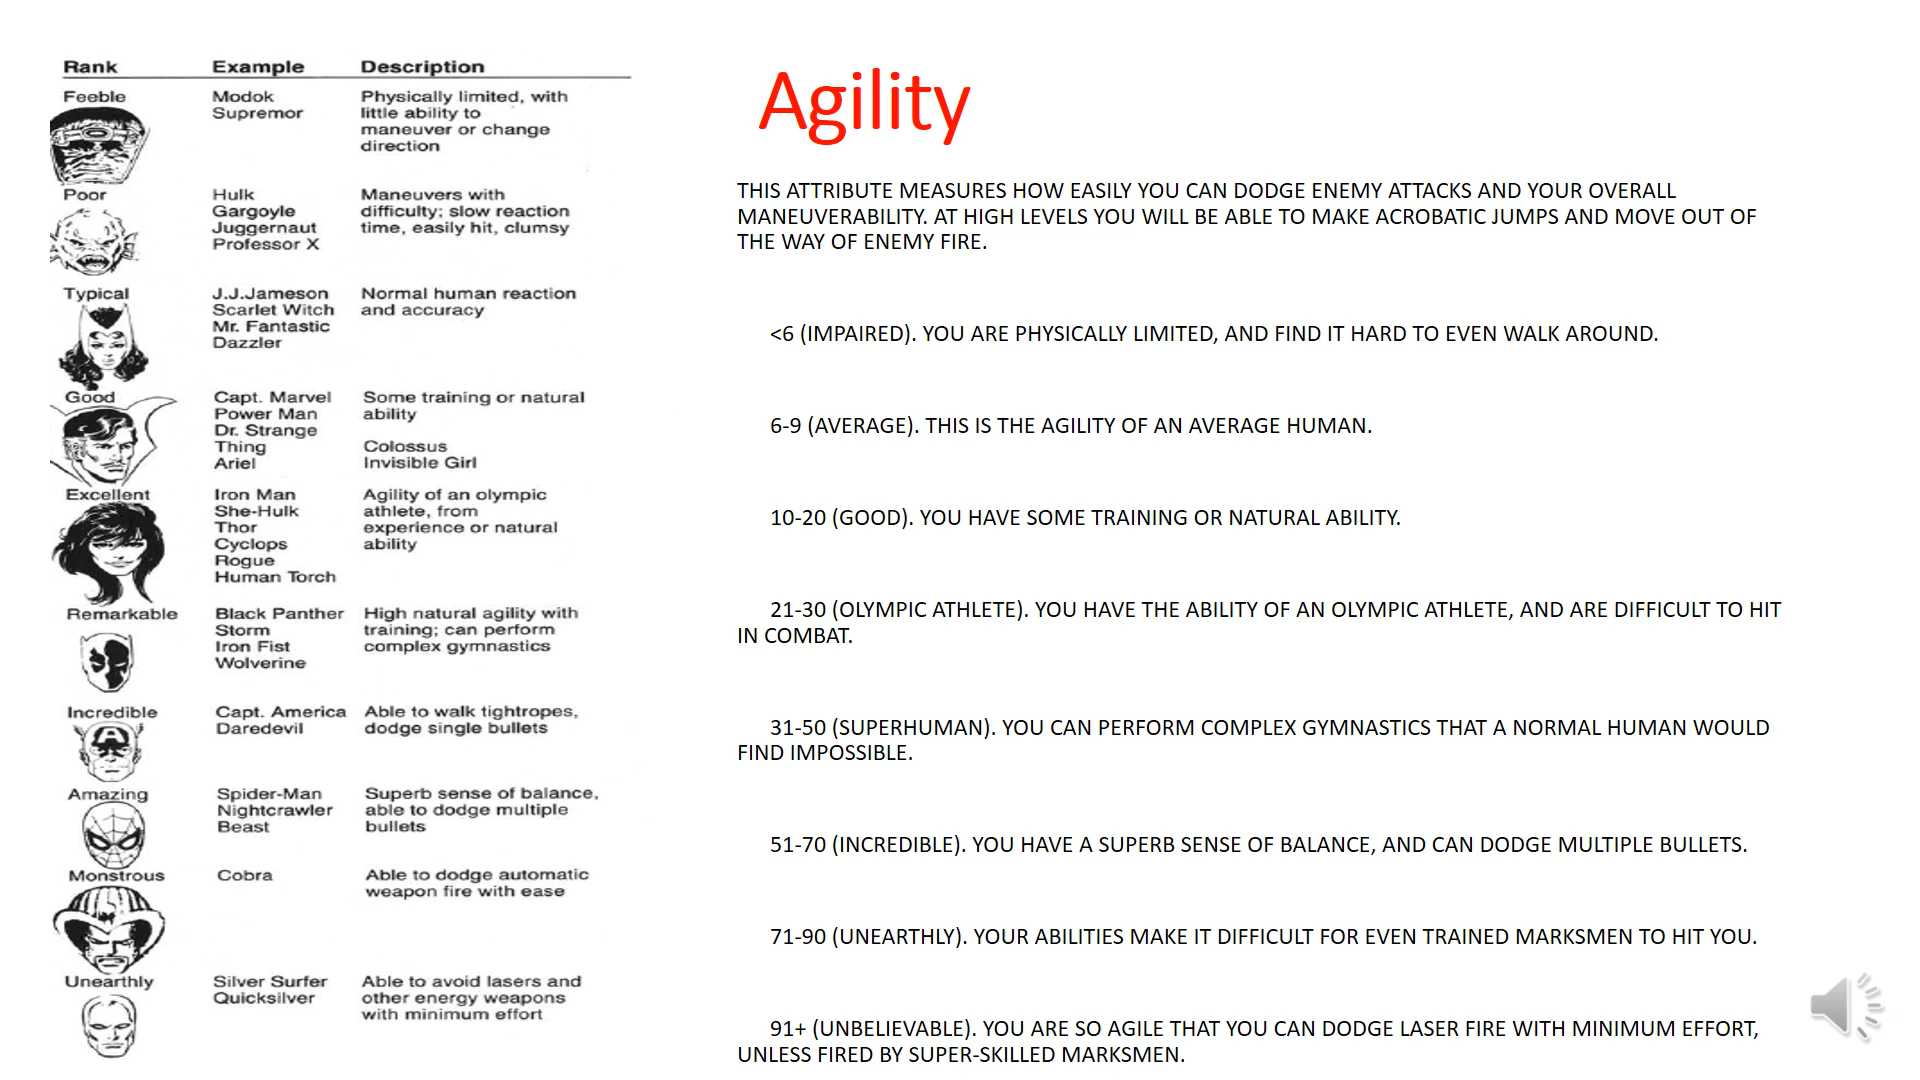 Rank Example Description
Feeble Modok Physically limited, with
Supremor little ability to
maneuver or change
direction
Poor Hulk Maneuvers with
Gargoyle difficulty; slow reaction
Juggernaut time, easily hit, clumsy
Professor X
Typical J.J.Jameson Normal human reaction
Scarlet Witch and accuracy
Mr. Fantastic
Dazzler
Good Capt. Marvel Some training or natural
Power Man ability
Dr. Strange
Thing Colossus
Ariel Invisible Girl
Excellent Iron Man Agility of an olympic
She-Hulk athlete, from
Thor experience or natural
Cyclops ability
Rogue
Human Torch
Remarkable Black Panther High natural agility with
Storm training; can perform
Iron Fist complex gymnastics
Wolverine
Incredible Capt. America Able to walk tightropes,
Daredevil dodge single bullets
Amazing Spider-Man Superb sense of balance,
Nightcrawler able to dodge multiple
Beast bullets
Monstrous Cobra Able to dodge automatic
weapon fire with ease
Unearthly Silver Surfer Able to avoid lasers and
Quicksilver other energy weapons
with minimum effort
Agility
THIS ATTRIBUTE MEASURES HOW EASILY YOU CAN DODGE ENEMY ATTACKS AND YOUR OVERALL
MANEUVERABILITY. AT HIGH LEVELS YOU WILL BE ABLE TO MAKE ACROBATIC JUMPS AND MOVE OUT OF
THE WAY OF ENEMY FIRE.
<6 (IMPAIRED). YOU ARE PHYSICALLY LIMITED, AND FIND IT HARD TO EVEN WALK AROUND.
6-9 (AVERAGE). THIS IS THE AGILITY OF AN AVERAGE HUMAN.
10-20 (GOOD). YOU HAVE SOME TRAINING OR NATURAL ABILITY.
21-30 (OLYMPIC ATHLETE). YOU HAVE THE ABILITY OF AN OLYMPIC ATHLETE, AND ARE DIFFICULT TO HIT
IN COMBAT.
31-50 (SUPERHUMAN). YOU CAN PERFORM COMPLEX GYMNASTICS THAT A NORMAL HUMAN WOULD
FIND IMPOSSIBLE.
51-70 (INCREDIBLE). YOU HAVE A SUPERB SENSE OF BALANCE, AND CAN DODGE MULTIPLE BULLETS.
71-90 (UNEARTHLY). YOUR ABILITIES MAKE IT DIFFICULT FOR EVEN TRAINED MARKSMEN TO HIT YOU.
91+ (UNBELIEVABLE). YOU ARE SO AGILE THAT YOU CAN DODGE LASER FIRE WITH MINIMUM EFFORT,
UNLESS FIRED BY SUPER-SKILLED MARKSMEN.